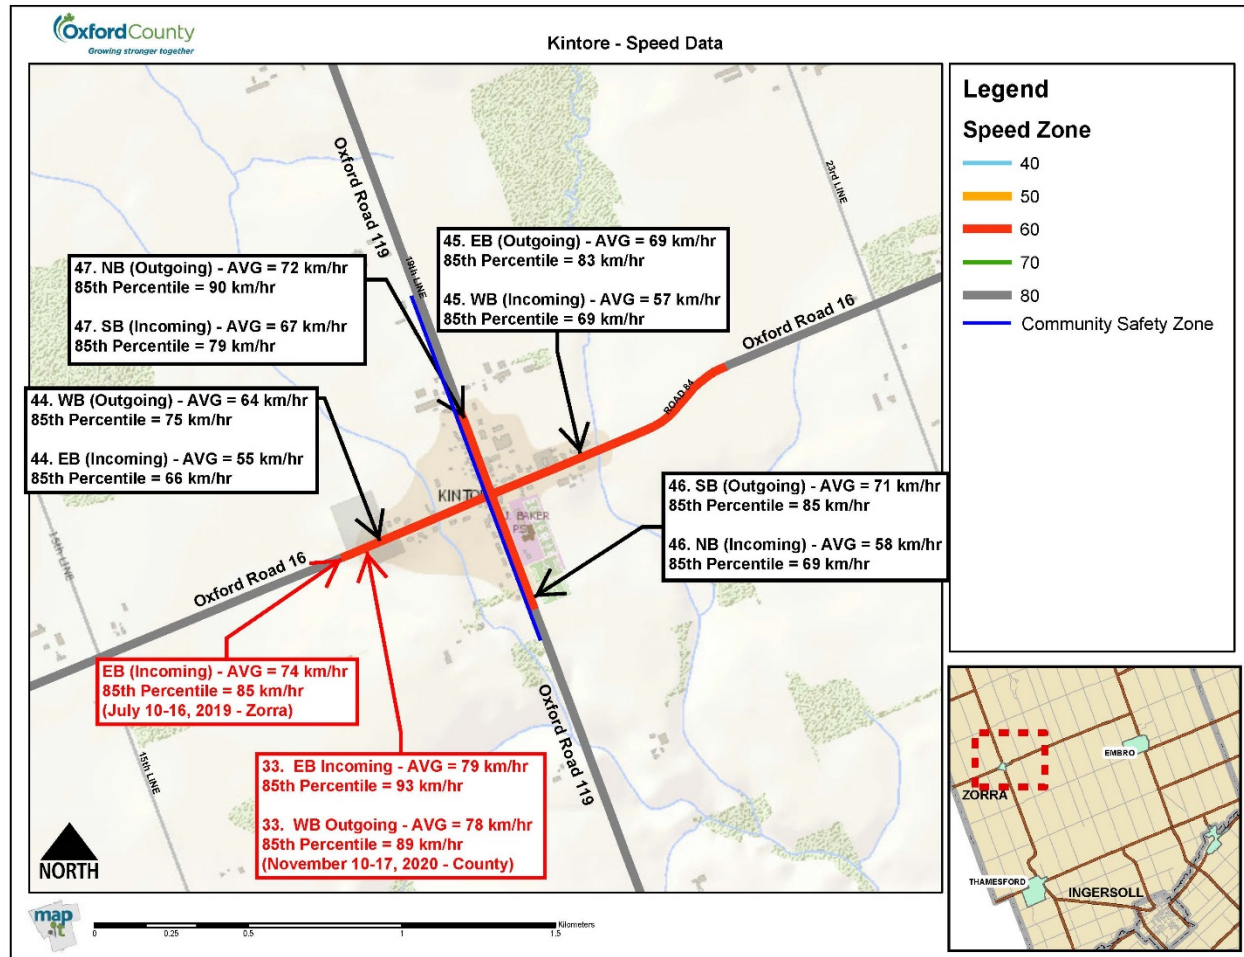 OxfordCounty
Growing stronger together
Kintore - Speed Data
Oxford Road 119
19th LINE
23rd LINE
47. NB (Outgoing) - AVG = 72 km/hr
85th Percentile = 90 km/hr
47. SB (Incoming) - AVG = 67 km/hr
85th Percentile = 79 km/hr
45. EB (Outgoing) - AVG = 69 km/hr
85th Percentile = 83 km/hr
45. WB (Incoming) - AVG = 57 km/hr
85th Percentile = 69 km/hr
Oxford Road 16
ROAD 84
44. WB (Outgoing) - AVG = 64 km/hr
85th Percentile = 75 km/hr
44. EB (Incoming) - AVG = 55 km/hr
85th Percentile = 66 km/hr
KINTO
J. BAKER
PS
46. SB (Outgoing) - AVG = 71 km/hr
85th Percentile = 85 km/hr
46. NB (Incoming) - AVG = 58 km/hr
85th Percentile = 69 km/hr
15th LINE
Oxford Road 16
EB (Incoming) - AVG = 74 km/hr
85th Percentile = 85 km/hr
(July 10-16, 2019 - Zorra)
15th LINE
Oxford Road 119
33. EB Incoming - AVG = 79 km/hr
85th Percentile = 93 km/hr
33. WB Outgoing - AVG = 78 km/hr
85th Percentile = 89 km/hr
(November 10-17, 2020 - County)
NORTH
map
it
0 0.25 0.5 1 1.5
Kilometers
Legend
Speed Zone
40
50
60
70
80
Community Safety Zone
EMBRO
ZORRA
THAMESFORD
INGERSOLL